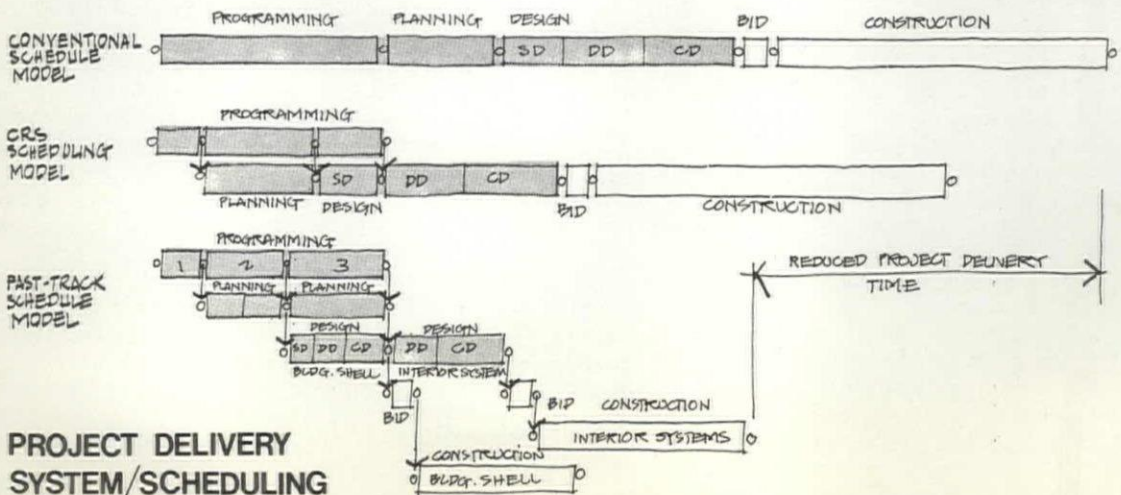 PROGRAMMING PLANNING DESIGN BID CONSTRUCTION
CONVENTIONAL
SCHEDULE
MODEL
SD DD CD
PROGRAMMING
CRS
SCHEDULING
MODEL
SD DD CD
PLANNING DESIGN BID CONSTRUCTION
PROGRAMMING
1 2 3
FAST-TRACK
SCHEDULE
MODEL
PLANNING PLANNING
REDUCED PROJECT DELIVERY
TIME
DESIGN DESIGN
SD DD CD DD CD
BLDG. SHELL INTERIOR SYSTEM
BID
BID CONSTRUCTION
INTERIOR SYSTEMS
CONSTRUCTION
BLDG. SHELL
PROJECT DELIVERY
SYSTEM/SCHEDULING